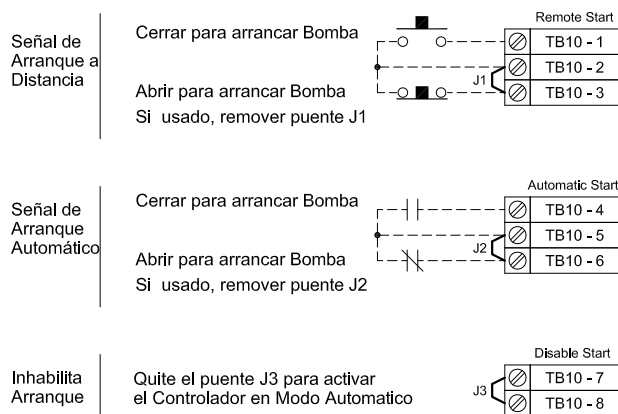 Remote Start
Señal de
Arranque a
Distancia
Cerrar para arrancar Bomba
TB10 - 1
TB10 - 2
J1
TB10 - 3
Abrir para arrancar Bomba
Si usado, remover puente J1
Automatic Start
Señal de
Arranque
Automático
Cerrar para arrancar Bomba
TB10 - 4
TB10 - 5
J2
TB10 - 6
Abrir para arrancar Bomba
Si usado, remover puente J2
Disable Start
Inhabilita
Arranque
Quite el puente J3 para activar
el Controlador en Modo Automatico
J3
TB10 - 7
TB10 - 8